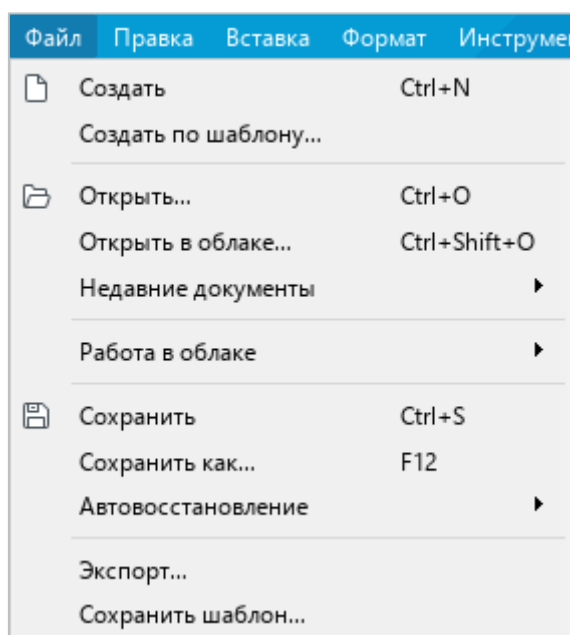 Файл Правка Вставка Формат
Создать Ctrl+N
Создать по шаблону...
Открыть... Ctrl+O
Открыть в облаке... Ctrl+Shift+O
Недавние документы
Работа в облаке
Сохранить Ctrl+S
Сохранить как... F12
Автовосстановление
Экспорт...
Сохранить шаблон...